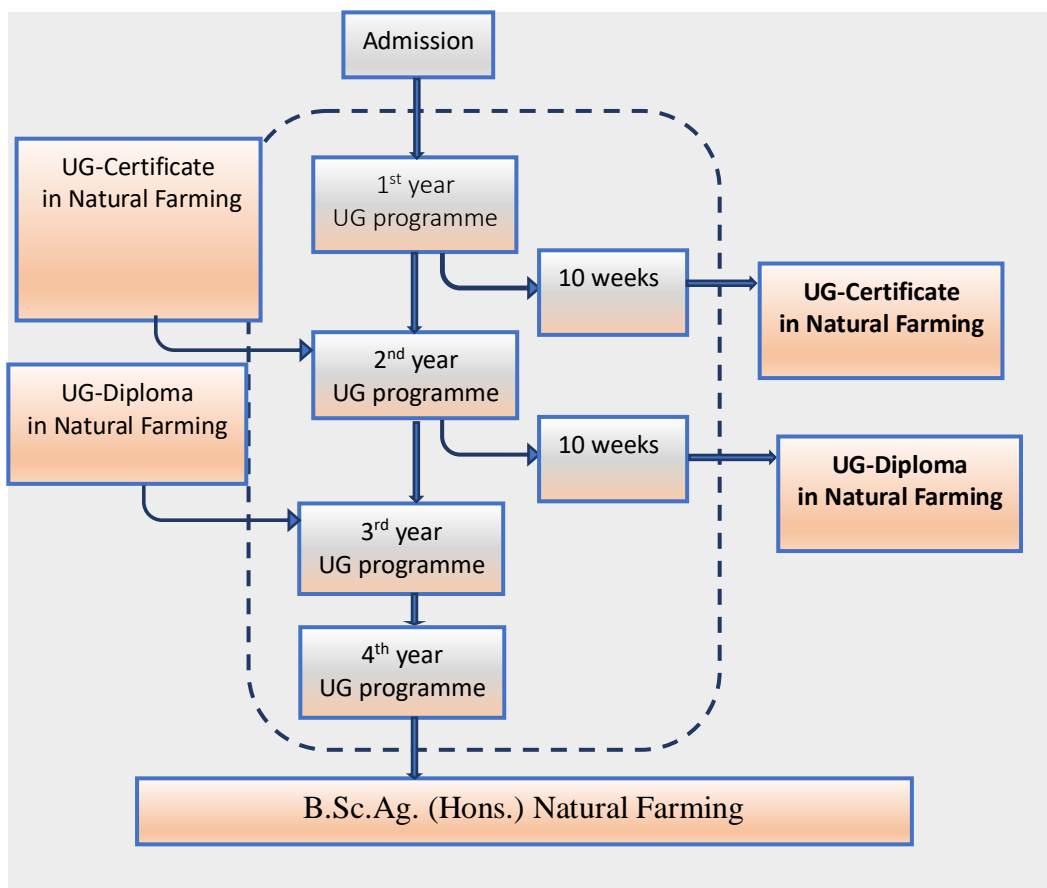 Admission
UG-Certificate
in Natural Farming
1st year
UG programme
10 weeks
UG-Certificate
in Natural Farming
2nd year
UG programme
UG-Diploma
in Natural Farming
10 weeks
UG-Diploma
in Natural Farming
3rd year
UG programme
4th year
UG programme
B.Sc.Ag. (Hons.) Natural Farming